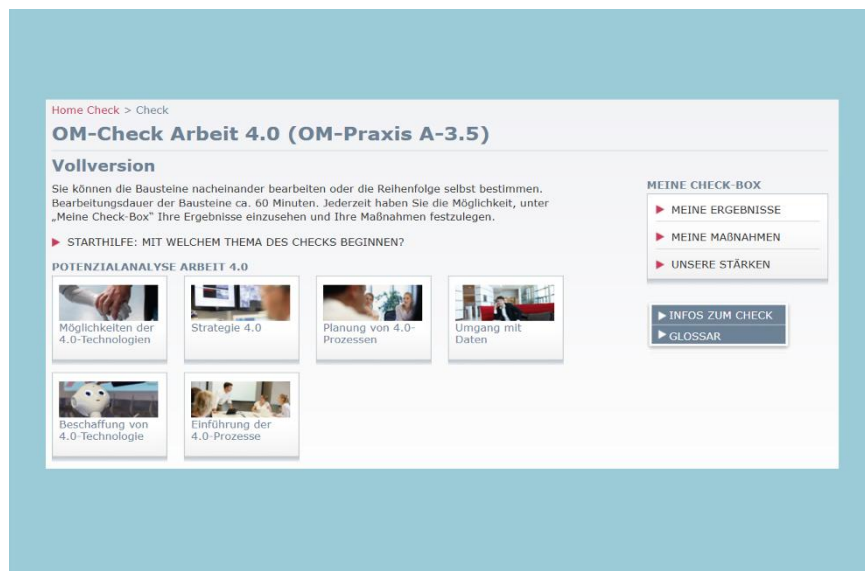 Home Check > Check
OM-Check Arbeit 4.0 (OM-Praxis A-3.5)
Vollversion
Sie können die Bausteine nacheinander bearbeiten oder die Reihenfolge selbst bestimmen.
Bearbeitungsdauer der Bausteine ca. 60 Minuten. Jederzeit haben Sie die Möglichkeit, unter
„Meine Check-Box" Ihre Ergebnisse einzusehen und Ihre Maßnahmen festzulegen.
STARTHILFE: MIT WELCHEM THEMA DES CHECKS BEGINNEN?
POTENZIALANALYSE ARBEIT 4.0
Möglichkeiten der
4.0-Technologien
Strategie 4.0
Planung von 4.0-
Prozessen
Umgang mit
Daten
Beschaffung von
4.0-Technologie
Einführung der
4.0-Prozesse
MEINE CHECK-BOX
MEINE ERGEBNISSE
MEINE MAßNAHMEN
UNSERE STÄRKEN
INFOS ZUM CHECK
GLOSSAR